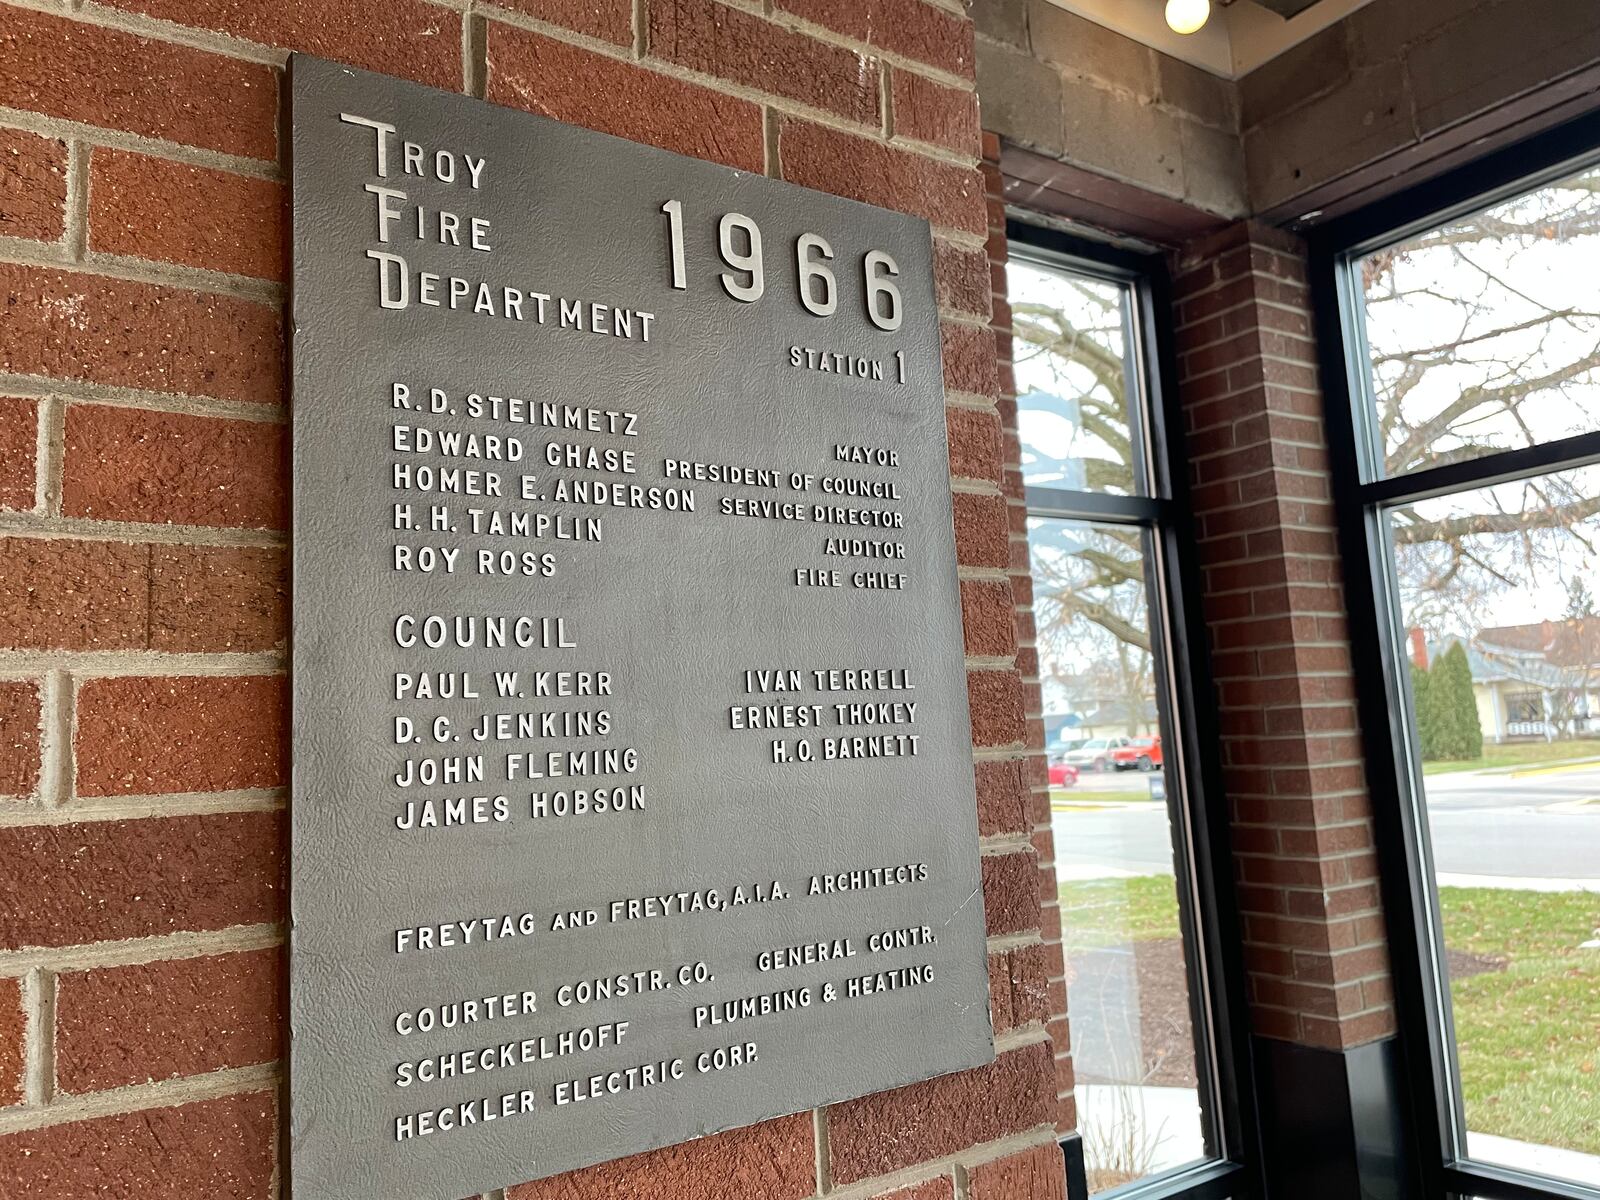 TROY
FIRE
DEPARTMENT
1966
STATION 1
R. D. STEINMETZ MAYOR
EDWARD CHASE PRESIDENT OF COUNCIL
HOMER E. ANDERSON SERVICE DIRECTOR
H. H. TAMPLIN AUDITOR
ROY ROSS FIRE CHIEF
COUNCIL
PAUL W. KERR IVAN TERRELL
D. C. JENKINS ERNEST THOKEY
JOHN FLEMING H. O. BARNETT
JAMES HOBSON
FREYTAG AND FREYTAG, A.I.A. ARCHITECTS
COURTER CONSTR. CO. GENERAL CONTR.
SCHECKELHOFF PLUMBING & HEATING
HECKLER ELECTRIC CORP.